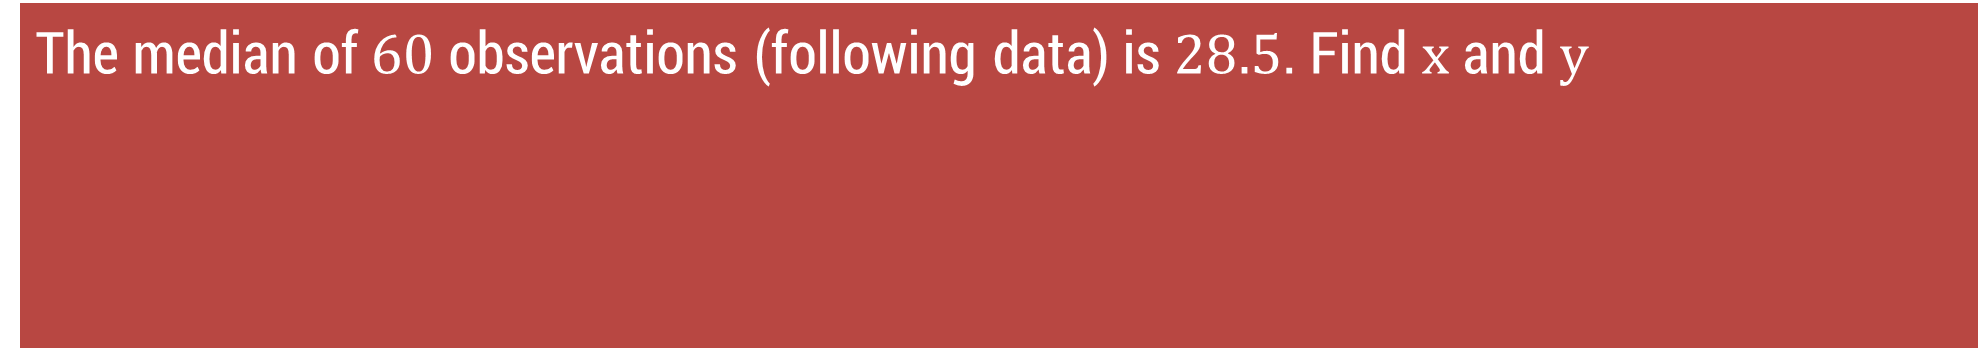 The median of 60 observations (following data) is 28.5. Find x and y